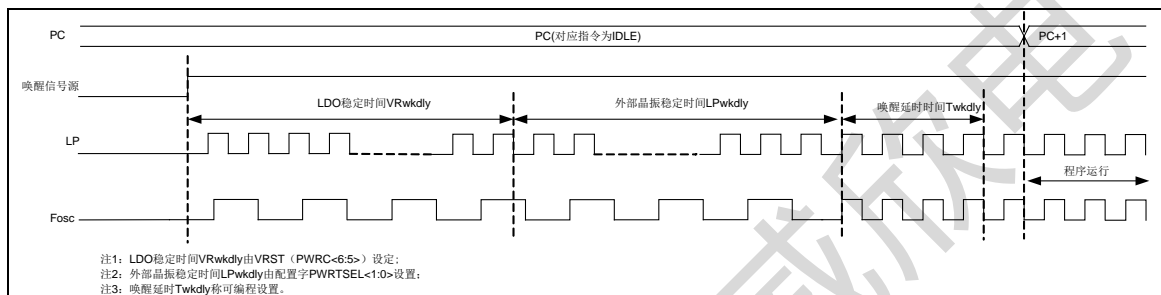 PC
PC(对应指令为IDLE)
PC+1
唤醒信号源
LDO稳定时间VRwkdly
外部晶振稳定时间LPwkdly
唤醒延时时间Twkdly
LP
程序运行
Fosc
注1：LDO稳定时间VRwkdly由VRST（PWRC<6:5>）设定；
注2：外部晶振稳定时间LPwkdly由配置字PWRTSEL<1:0>设置；
注3：唤醒延时Twkdly称可编程设置。
威欣电